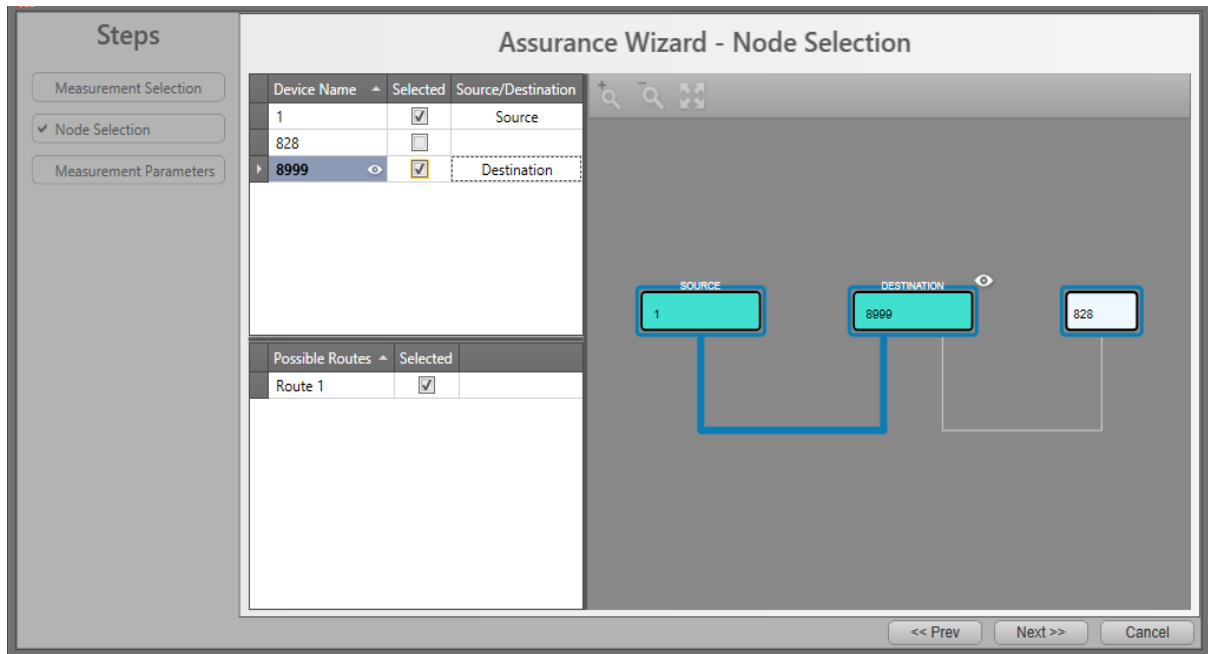 Steps
Measurement Selection
Node Selection
Measurement Parameters
Assurance Wizard - Node Selection
Device Name Selected Source/Destination
1 Source
828
8999 Destination
Possible Routes Selected
Route 1
SOURCE
1
DESTINATION
8999
828
<< Prev Next >> Cancel